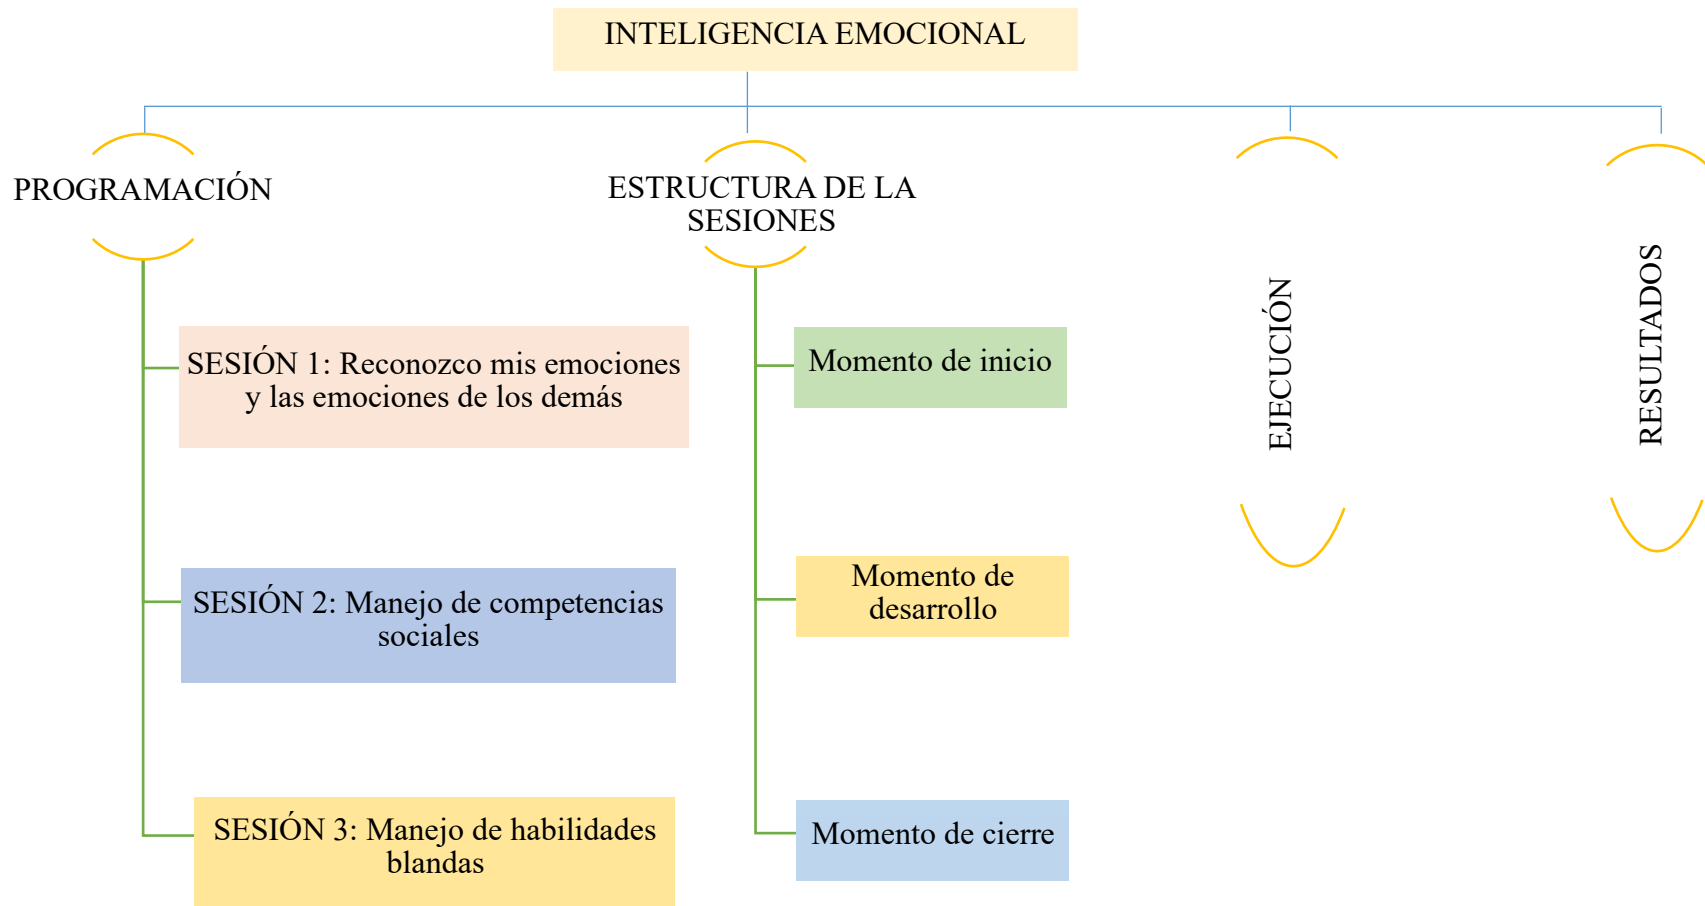 INTELIGENCIA EMOCIONAL
PROGRAMACIÓN
SESIÓN 1: Reconozco mis emociones
y las emociones de los demás
SESIÓN 2: Manejo de competencias
sociales
SESIÓN 3: Manejo de habilidades
blandas
ESTRUCTURA DE LA
SESIONES
Momento de inicio
Momento de
desarrollo
Momento de cierre
EJECUCIÓN
RESULTADOS